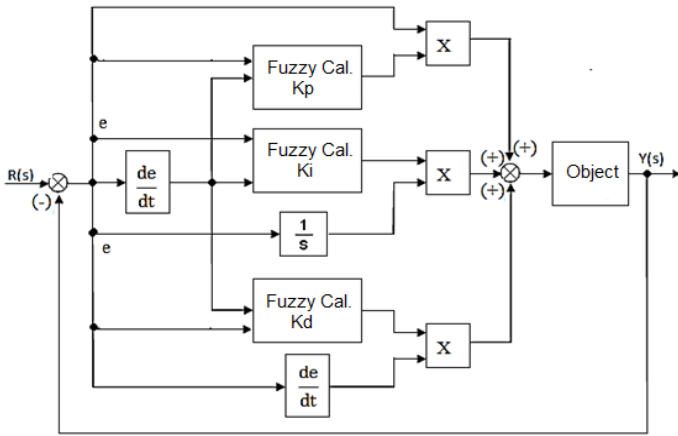 X
Fuzzy Cal.
Kp
e
(+)
(+)
R(s)
(-)
de
dt
Fuzzy Cal.
Ki
X
(+)
Object
Y(s)
1
s
e
Fuzzy Cal.
Kd
X
de
dt